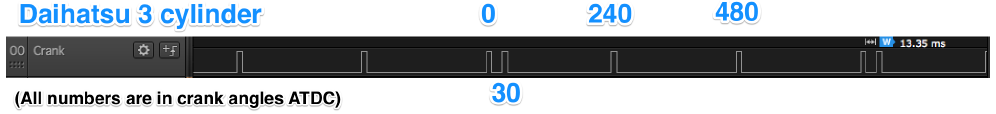 Daihatsu 3 cylinder
0
240
480
00 Crank
W 13.35 ms
(All numbers are in crank angles ATDC)
30